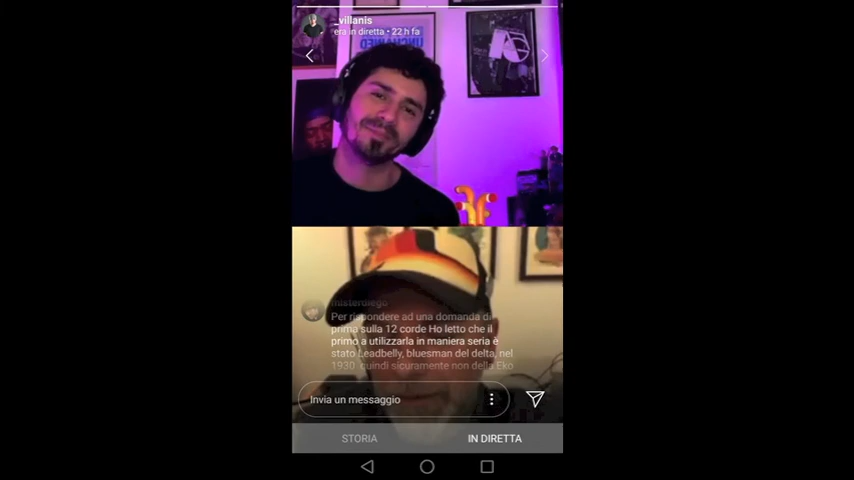 _villanis
era in diretta • 22 h fa
UNCHAINED
misterdiego
Per rispondere ad una domanda di
prima sulla 12 corde Ho letto che il
primo a utilizzarla in maniera seria è
stato Leadbelly, bluesman del delta, nel
1930 quindi sicuramente non della Eko
Invia un messaggio
STORIA
IN DIRETTA